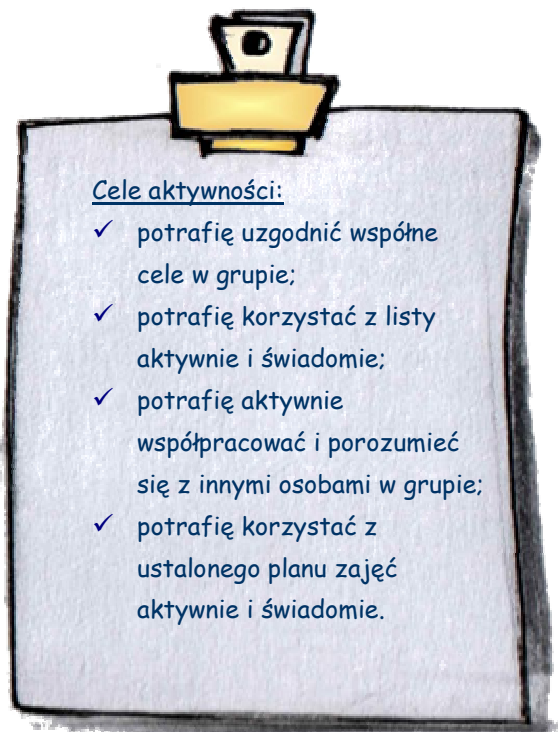 Cele aktywności:
✓ potrafię uzgodnić wspólne
cele w grupie;
✓ potrafię korzystać z listy
aktywnie i świadomie;
✓ potrafię aktywnie
współpracować i porozumieć
się z innymi osobami w grupie;
✓ potrafię korzystać z
ustalonego planu zajęć
aktywnie i świadomie.